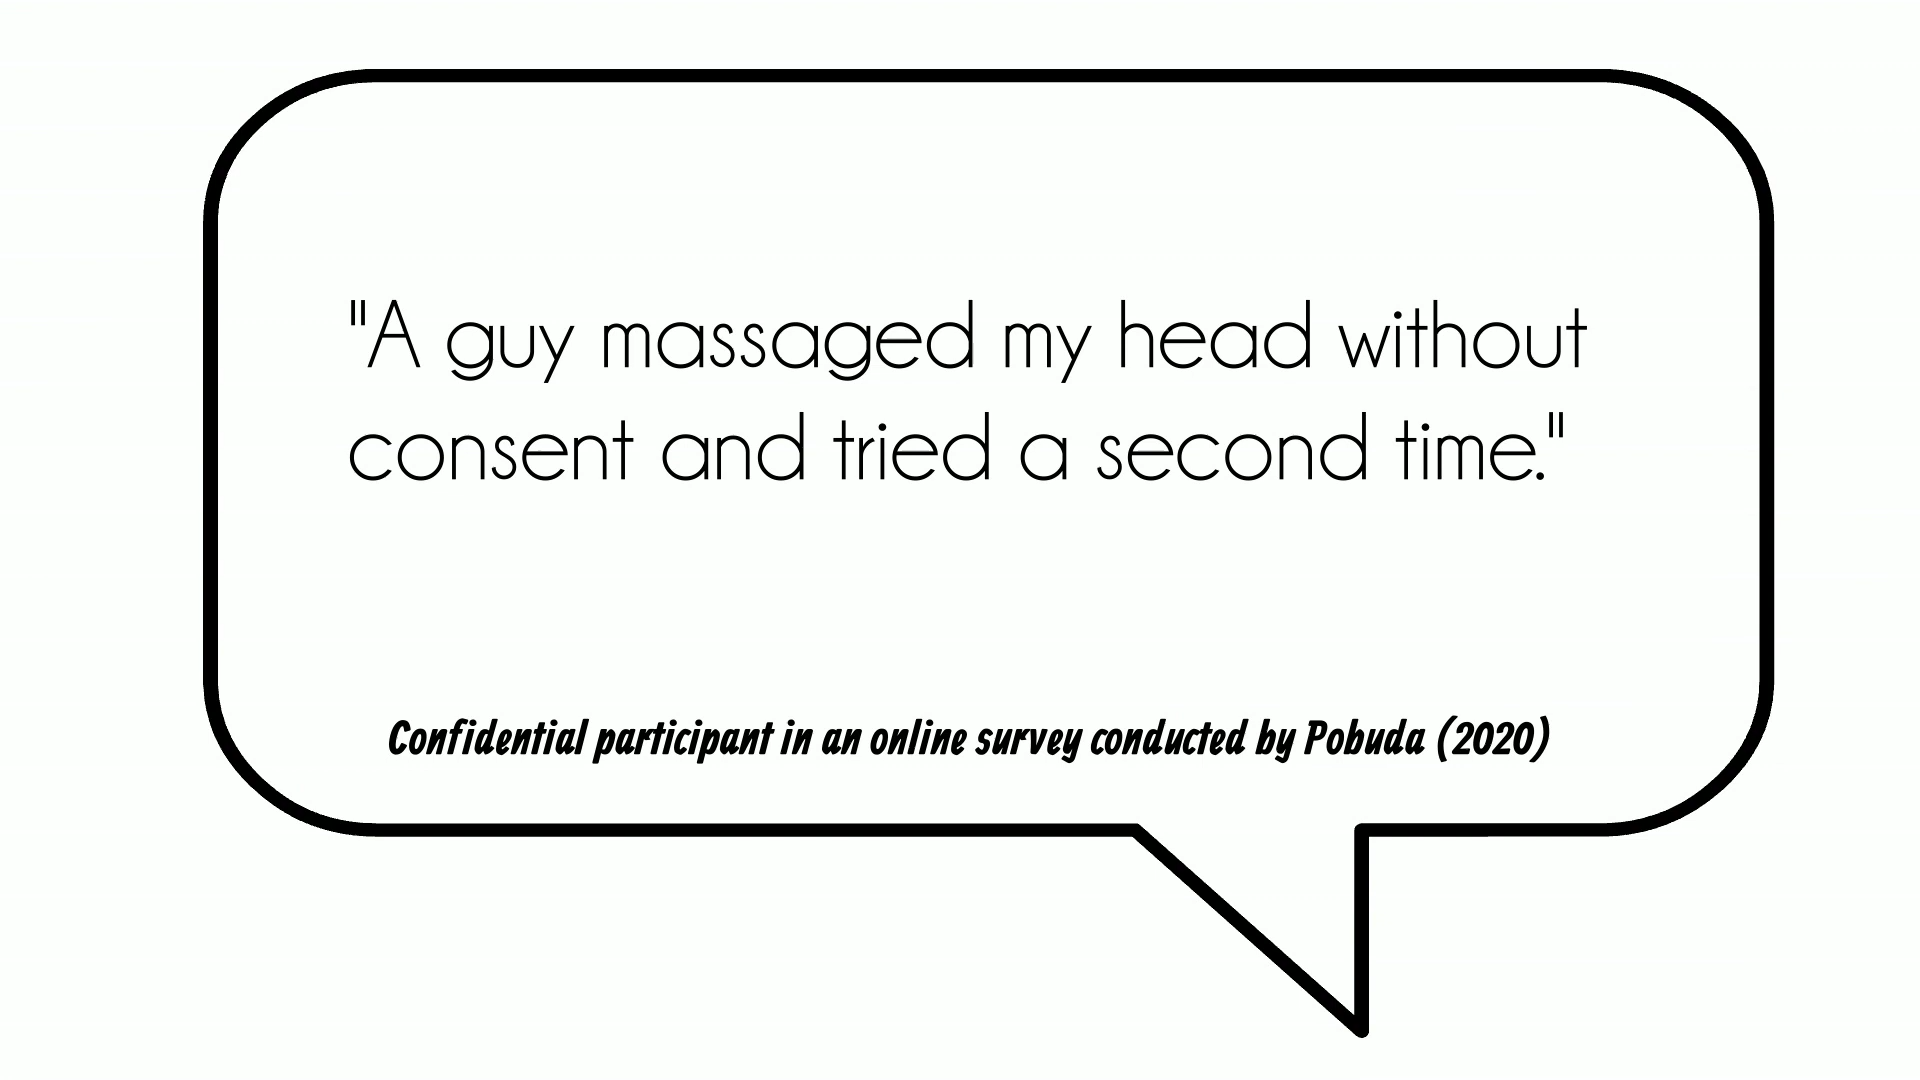 "A guy massaged my head without
consent and tried a second time."
Confidential participant in an online survey conducted by Pobuda (2020)